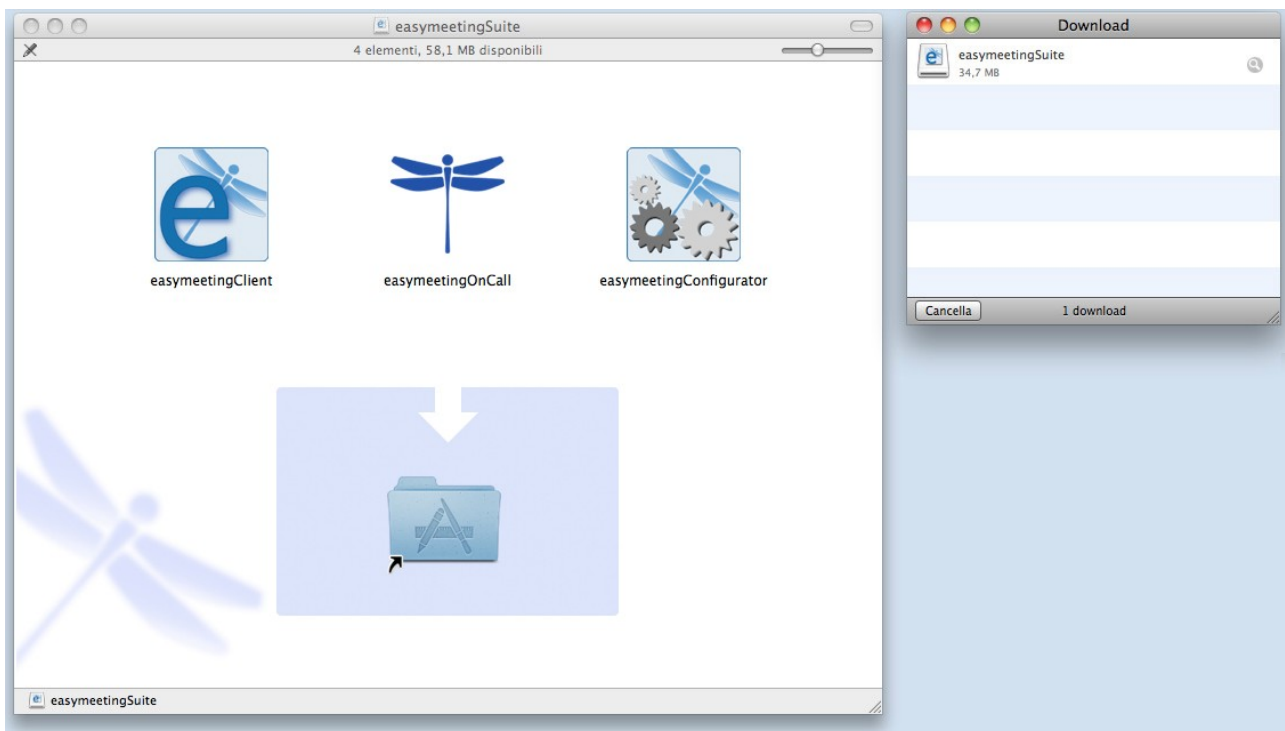 easymeetingSuite
4 elementi, 58,1 MB disponibili
easymeetingClient
easymeetingOnCall
easymeetingConfigurator
easymeetingSuite
Download
easymeetingSuite
34,7 MB
Cancella
1 download